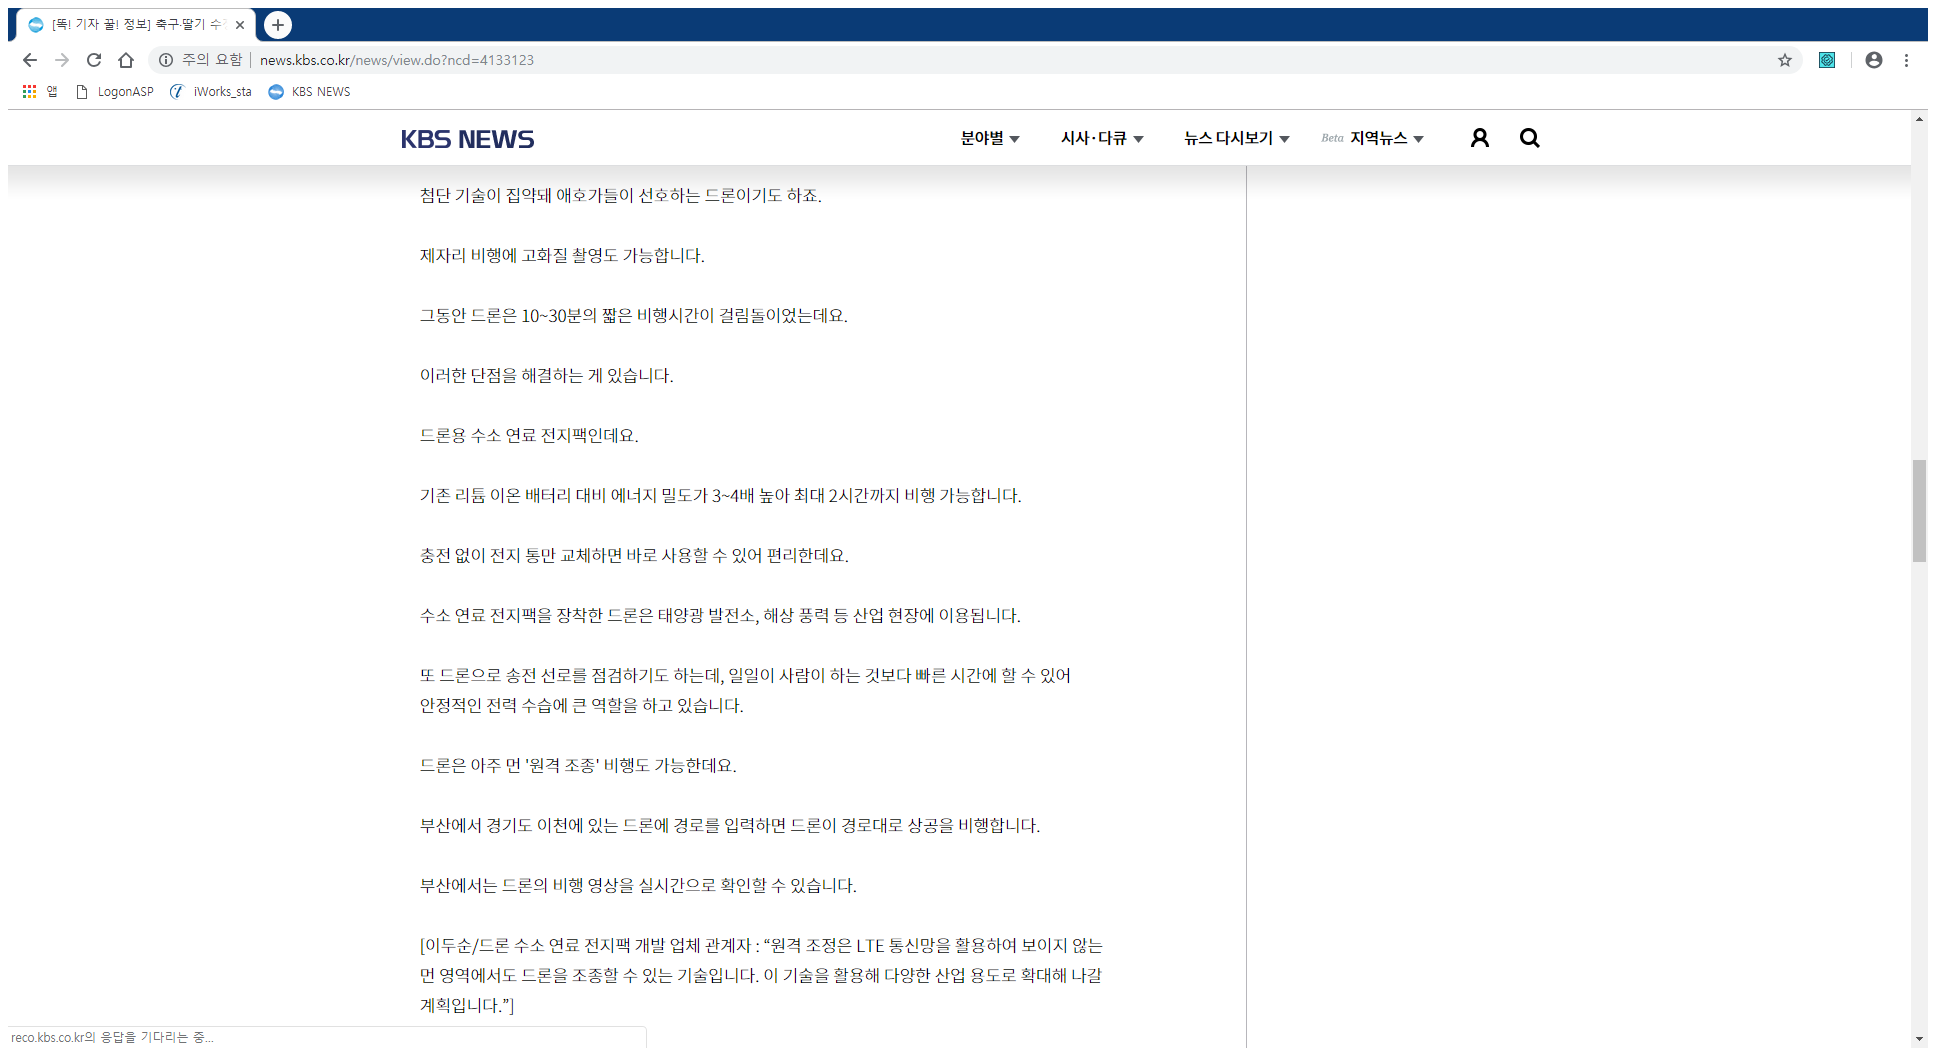 [똑! 기자 꿀! 정보] 축구·딸기 수
주의 요함 news.kbs.co.kr/news/view.do?ncd=4133123
앱 LogonASP iWorks_sta KBS NEWS
KBS NEWS 분야별 시사·다큐 뉴스 다시보기 Beta 지역뉴스
첨단 기술이 집약돼 애호가들이 선호하는 드론이기도 하죠.
제자리 비행에 고화질 촬영도 가능합니다.
그동안 드론은 10~30분의 짧은 비행시간이 걸림돌이었는데요.
이러한 단점을 해결하는 게 있습니다.
드론용 수소 연료 전지팩인데요.
기존 리튬 이온 배터리 대비 에너지 밀도가 3~4배 높아 최대 2시간까지 비행 가능합니다.
충전 없이 전지 통만 교체하면 바로 사용할 수 있어 편리한데요.
수소 연료 전지팩을 장착한 드론은 태양광 발전소, 해상 풍력 등 산업 현장에 이용됩니다.
또 드론으로 송전 선로를 점검하기도 하는데, 일일이 사람이 하는 것보다 빠른 시간에 할 수 있어
안정적인 전력 수습에 큰 역할을 하고 있습니다.
드론은 아주 먼 '원격 조종' 비행도 가능한데요.
부산에서 경기도 이천에 있는 드론에 경로를 입력하면 드론이 경로대로 상공을 비행합니다.
부산에서는 드론의 비행 영상을 실시간으로 확인할 수 있습니다.
[이두순/드론 수소 연료 전지팩 개발 업체 관계자 : “원격 조정은 LTE 통신망을 활용하여 보이지 않는
먼 영역에서도 드론을 조종할 수 있는 기술입니다. 이 기술을 활용해 다양한 산업 용도로 확대해 나갈
계획입니다.”]
reco.kbs.co.kr의 응답을 기다리는 중...